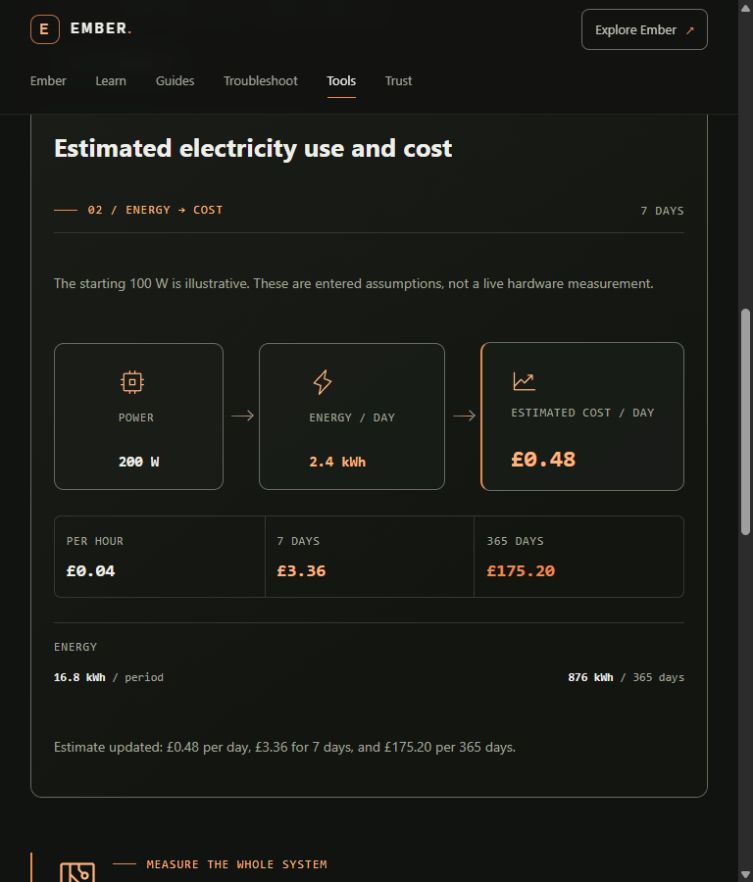 E EMBER.
Explore Ember ↗
Ember Learn Guides Troubleshoot Tools Trust
Estimated electricity use and cost
02 / ENERGY → COST 7 DAYS
The starting 100 W is illustrative. These are entered assumptions, not a live hardware measurement.
POWER
200 W
ENERGY / DAY
2.4 kWh
ESTIMATED COST / DAY
£0.48
PER HOUR
£0.04
7 DAYS
£3.36
365 DAYS
£175.20
ENERGY
16.8 kWh / period 876 kWh / 365 days
Estimate updated: £0.48 per day, £3.36 for 7 days, and £175.20 per 365 days.
MEASURE THE WHOLE SYSTEM